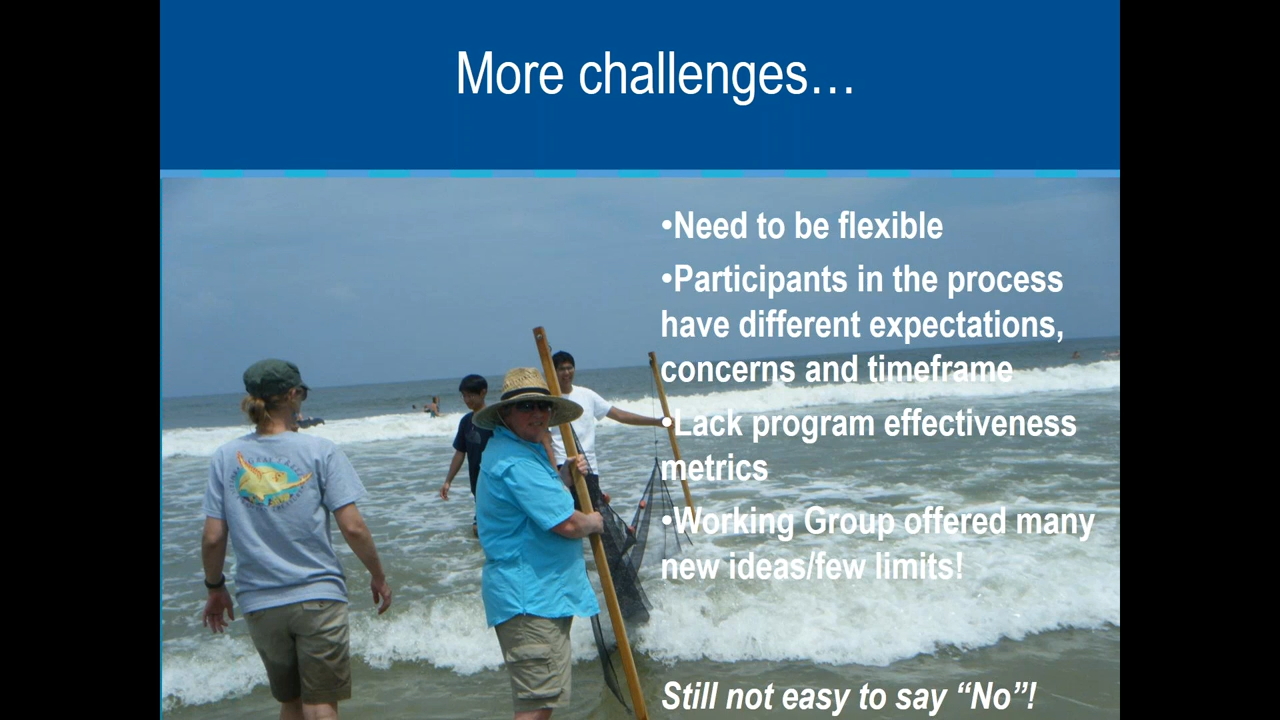 More challenges…
•Need to be flexible
•Participants in the process
have different expectations,
concerns and timeframe
•Lack program effectiveness
metrics
•Working Group offered many
new ideas/few limits!
Still not easy to say “No”!